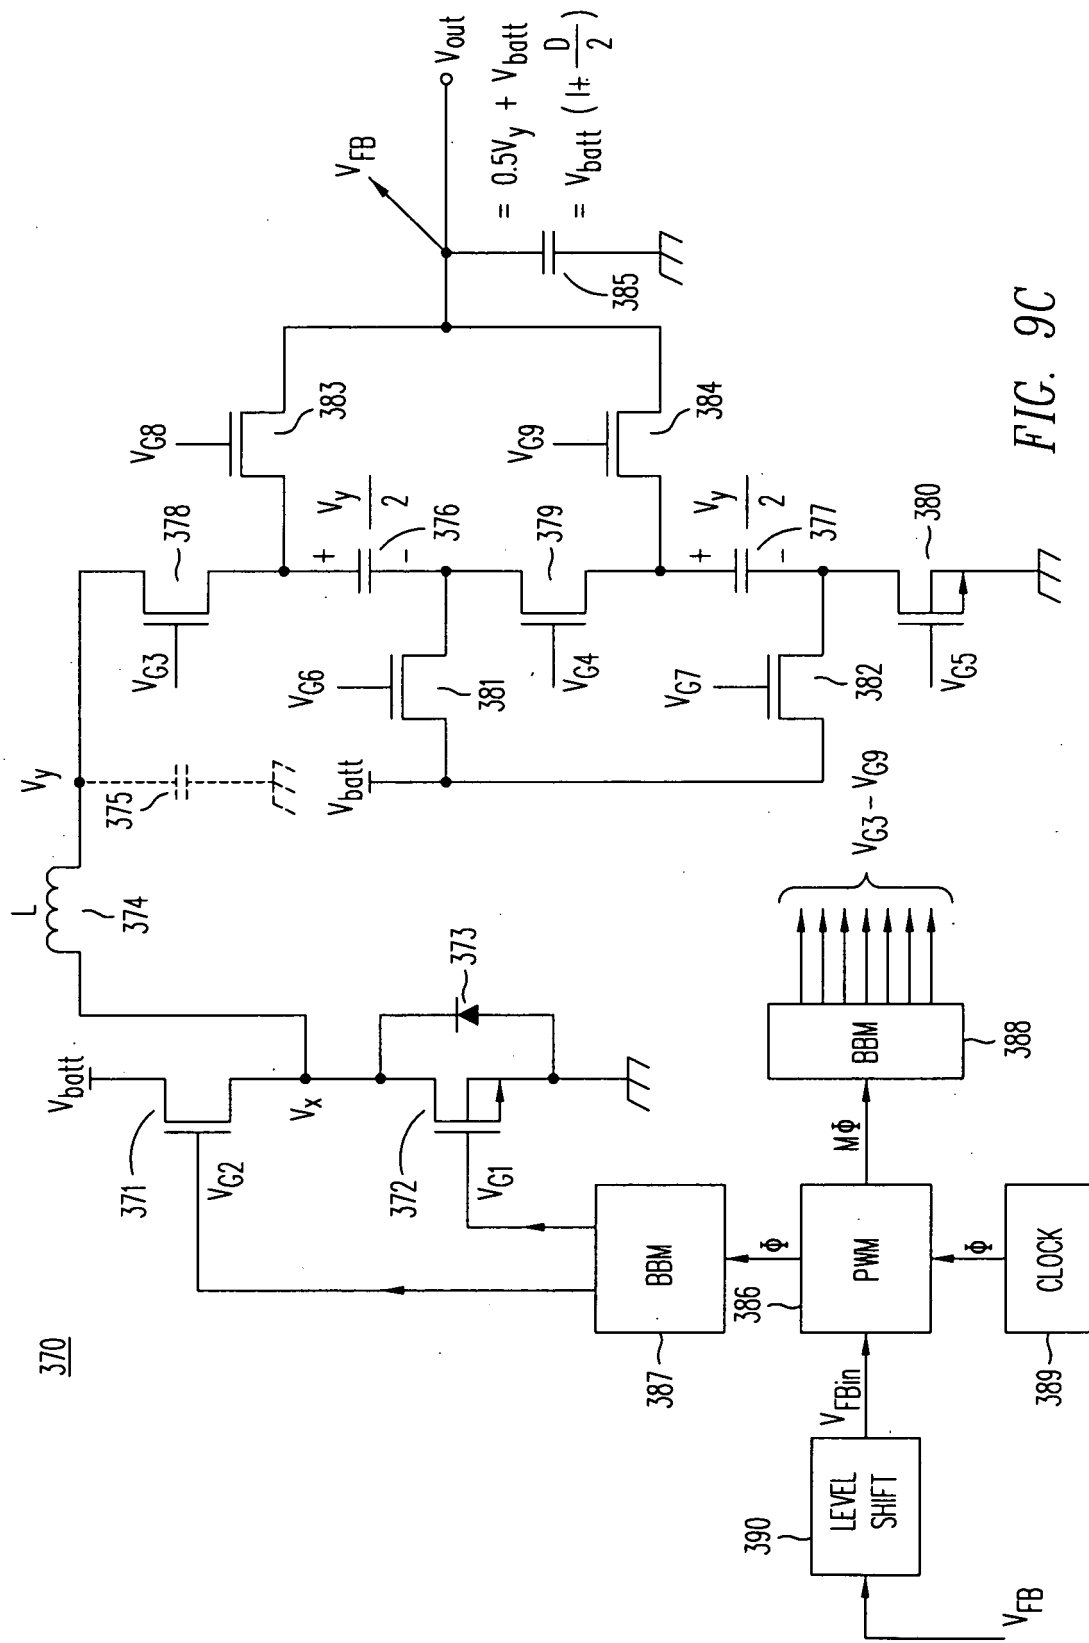 370
V_batt
371
V_G2
V_x
372
V_G1
373
L
374
V_y
375
V_G3
378
V_G8
383
V_FB
V_out
= 0.5V_y + V_batt
= V_batt (1+ D/2)
385
V_batt
V_G6
381
+
V_y/2
-
376
V_G4
379
V_G9
384
V_G7
382
+
V_y/2
-
377
V_G5
380
BBM
387
Φ
PWM
386
MΦ
BBM
388
V_G3 – V_G9
Φ
CLOCK
389
V_FBin
LEVEL
SHIFT
390
V_FB
FIG. 9C